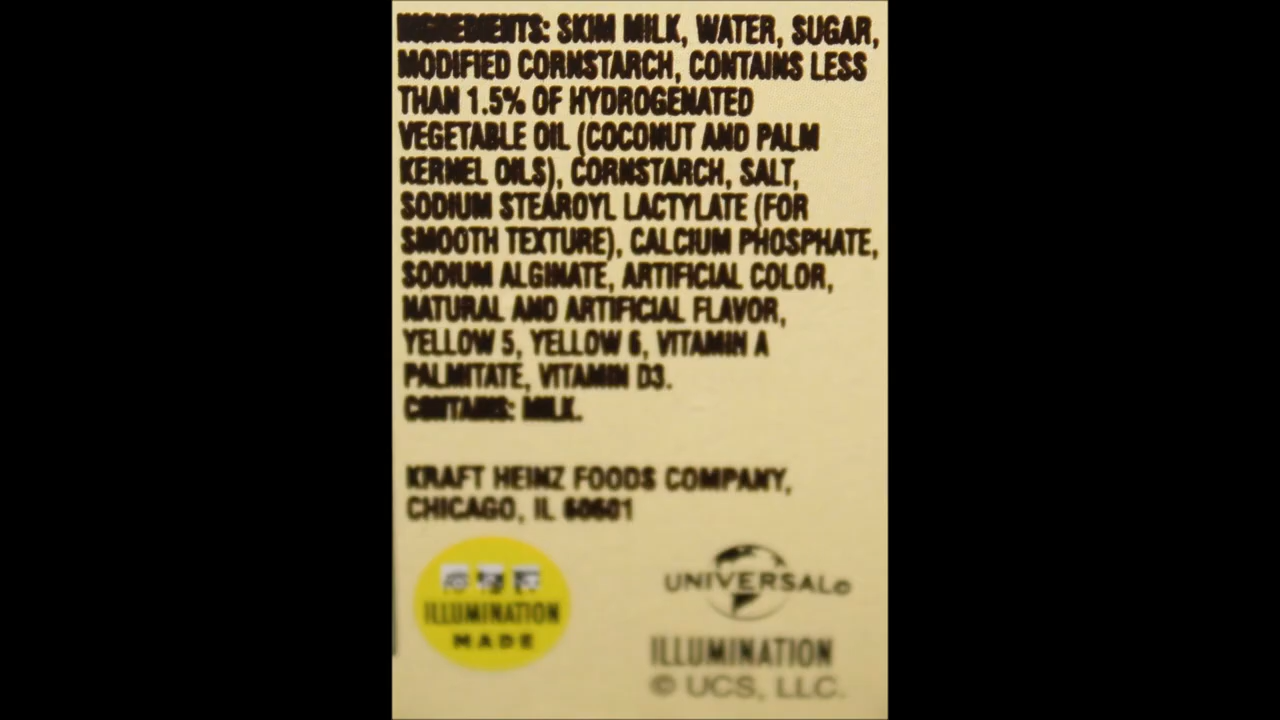 INGREDIENTS: SKIM MILK, WATER, SUGAR,
MODIFIED CORNSTARCH, CONTAINS LESS
THAN 1.5% OF HYDROGENATED
VEGETABLE OIL (COCONUT AND PALM
KERNEL OILS), CORNSTARCH, SALT,
SODIUM STEAROYL LACTYLATE (FOR
SMOOTH TEXTURE), CALCIUM PHOSPHATE,
SODIUM ALGINATE, ARTIFICIAL COLOR,
NATURAL AND ARTIFICIAL FLAVOR,
YELLOW 5, YELLOW 6, VITAMIN A
PALMITATE, VITAMIN D3.
CONTAINS: MILK.
KRAFT HEINZ FOODS COMPANY,
CHICAGO, IL 60601
ILLUMINATION
MADE
UNIVERSAL©
ILLUMINATION
© UCS, LLC.